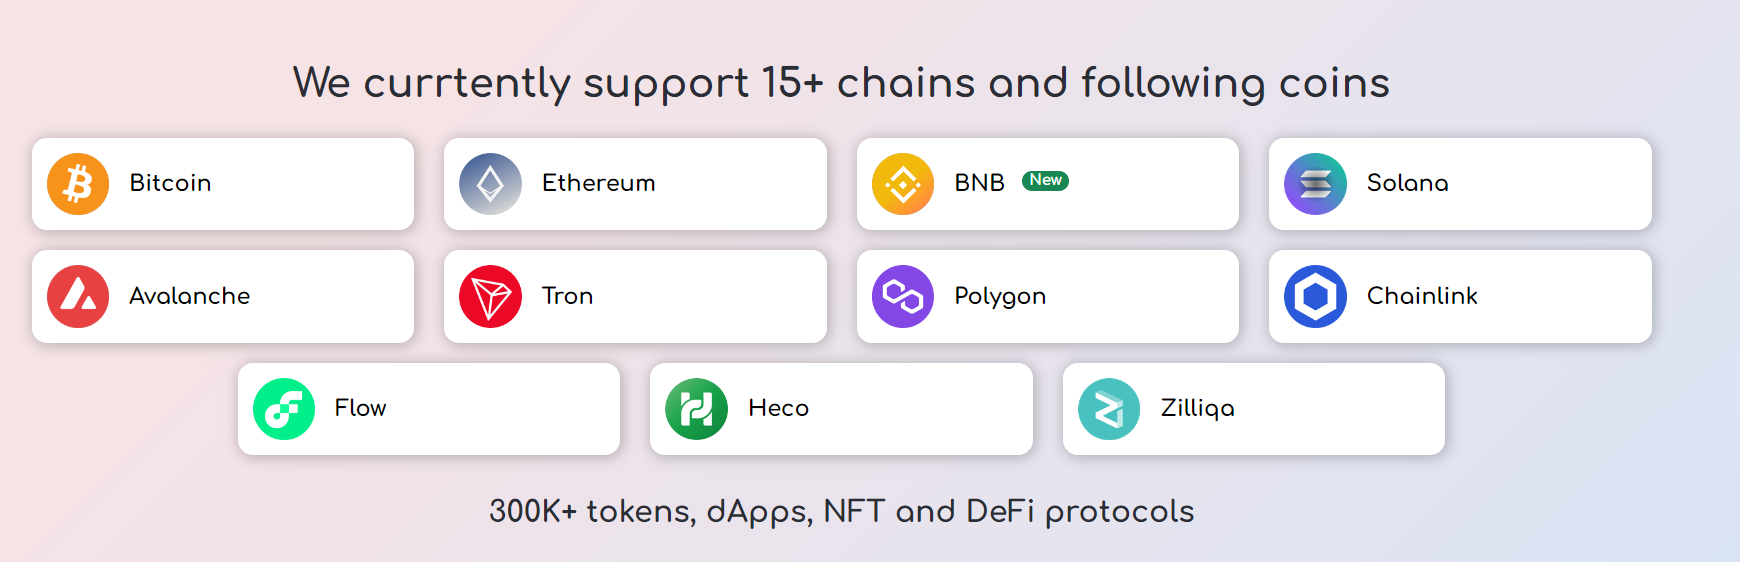 We currtently support 15+ chains and following coins
Bitcoin
Ethereum
BNB New
Solana
Avalanche
Tron
Polygon
Chainlink
Flow
Heco
Zilliqa
300K+ tokens, dApps, NFT and DeFi protocols